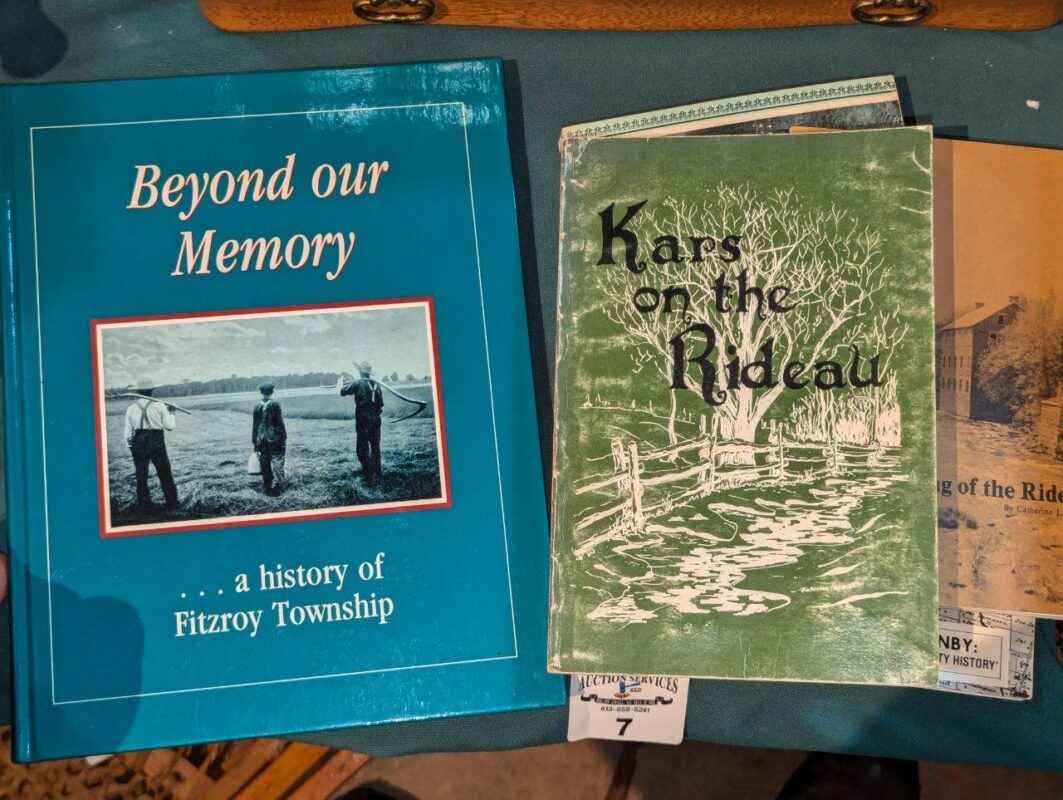 Beyond our
Memory
. . . a history of
Fitzroy Township
Kars
on the
Rideau
g of the Rid
By Catherine
NBY:
TY HISTORY'
AUCTION SERVICES
7